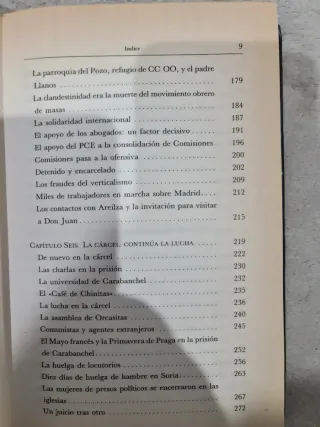 Indice 9
La parroquia del Pozo, refugio de CC OO, y el padre
Llanos 179
La clandestinidad era la muerte del movimiento obrero
de masas 184
La solidaridad internacional 187
El apoyo de los abogados: un factor decisivo 191
El apoyo del PCE a la consolidación de Comisiones 196
Comisiones pasa a la ofensiva 200
Detenido y encarcelado 202
Los fraudes del verticalismo 209
Miles de trabajadores en marcha sobre Madrid 212
Los contactos con Areilza y la invitación para visitar
a Don Juan 215
CAPÍTULO SEIS. LA CÁRCEL: CONTINÚA LA LUCHA 219
De nuevo en la cárcel 222
Las charlas en la prisión 230
La universidad de Carabanchel 232
El «Café de Chinitas» 236
La lucha en la cárcel 240
La asamblea de Orcasitas 240
Comunistas y agentes extranjeros 245
El Mayo francés y la Primavera de Praga en la prisión
de Carabanchel 252
La huelga de locutorios 256
Diez días de huelga de hambre en Soria 263
Las mujeres de presos políticos se encerraron en las
iglesias 267
Un juicio tras otro 272